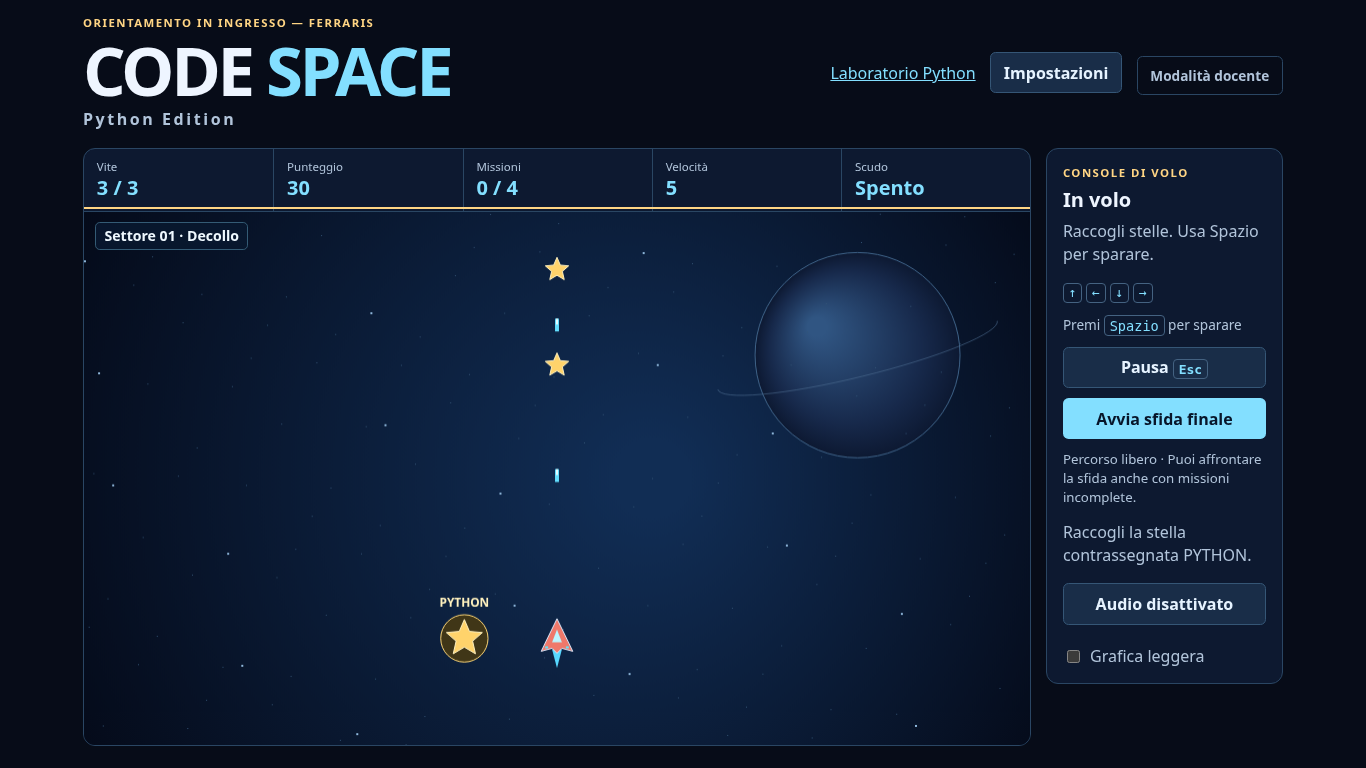 ORIENTAMENTO IN INGRESSO — FERRARIS
CODE SPACE
Python Edition
Laboratorio Python
Impostazioni
Modalità docente
Vite
3 / 3
Punteggio
30
Missioni
0 / 4
Velocità
5
Scudo
Spento
Settore 01 · Decollo
PYTHON
CONSOLE DI VOLO
In volo
Raccogli stelle. Usa Spazio
per sparare.
↑ ← ↓ →
Premi Spazio per sparare
Pausa Esc
Avvia sfida finale
Percorso libero · Puoi affrontare
la sfida anche con missioni
incomplete.
Raccogli la stella
contrassegnata PYTHON.
Audio disattivato
Grafica leggera